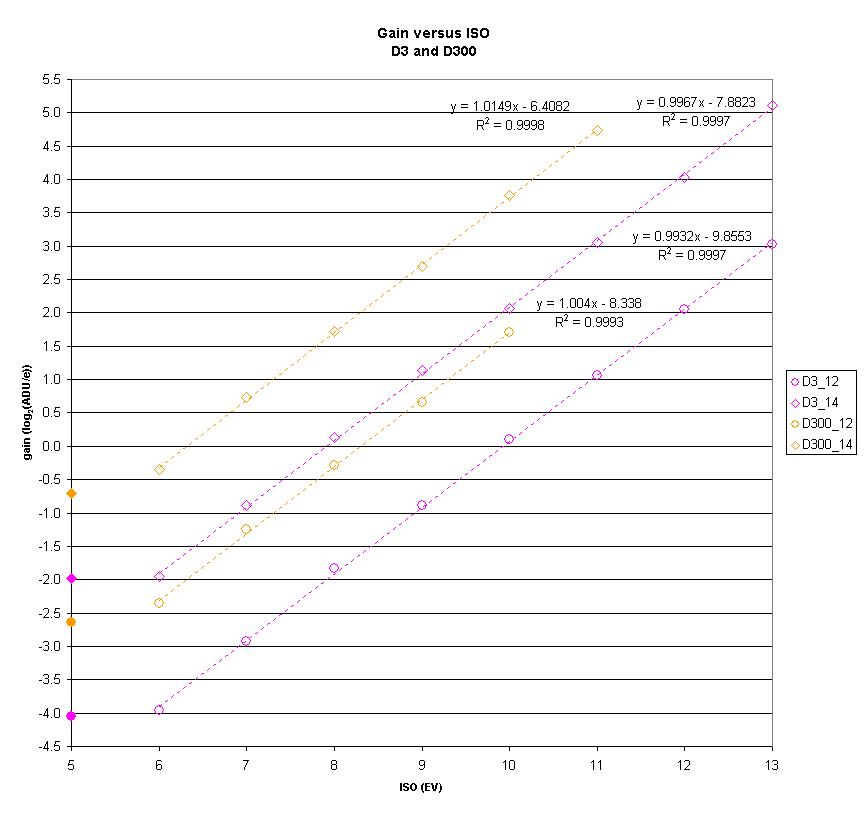 Gain versus ISO
D3 and D300
5.5
5.0
4.5
4.0
3.5
3.0
2.5
2.0
1.5
1.0
0.5
0.0
-0.5
-1.0
-1.5
-2.0
-2.5
-3.0
-3.5
-4.0
-4.5
gain (log₂(ADU/e))
y = 1.0149x - 6.4082
R² = 0.9998
y = 0.9967x - 7.8823
R² = 0.9997
y = 0.9932x - 9.8553
R² = 0.9997
y = 1.004x - 8.338
R² = 0.9993
D3_12
D3_14
D300_12
D300_14
5 6 7 8 9 10 11 12 13
ISO (EV)